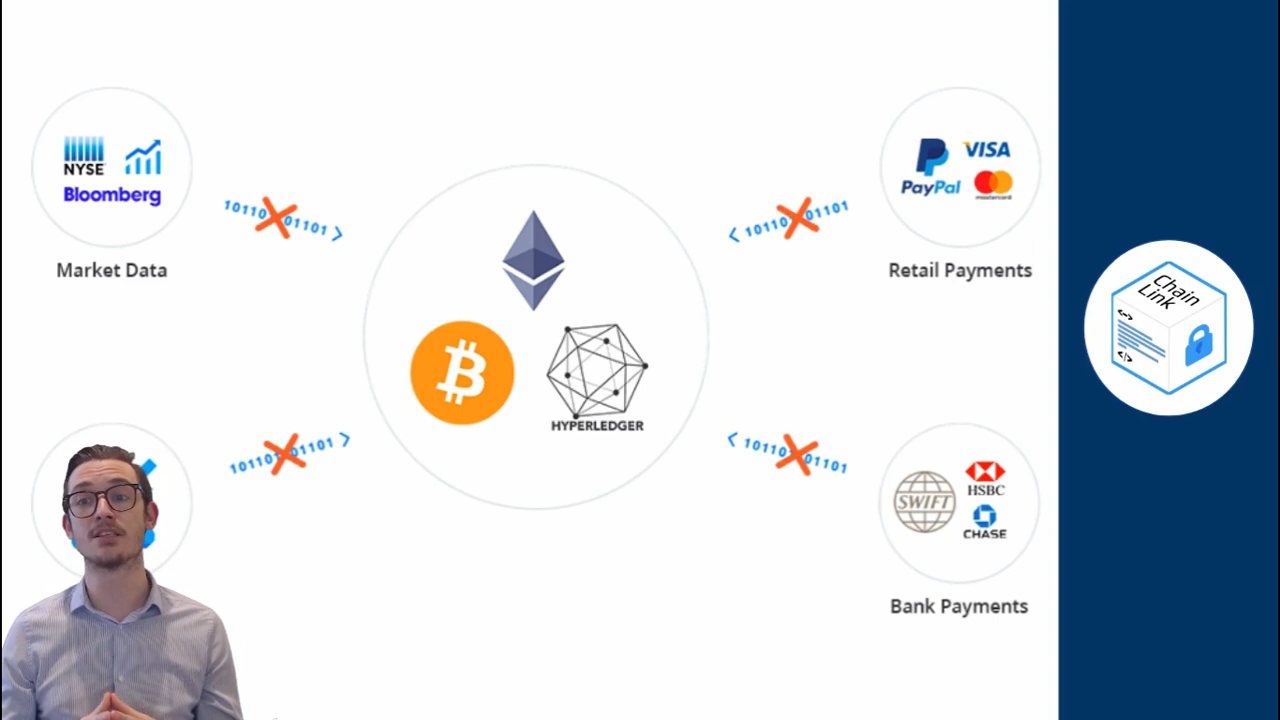 NYSE
Bloomberg
Market Data
10110 01101 >
10110 01101 >
HYPERLEDGER
< 10110 01101
< 10110 01101
PayPal
VISA
mastercard
Retail Payments
SWIFT
HSBC
CHASE
Bank Payments
Chain
Link
<->
</>